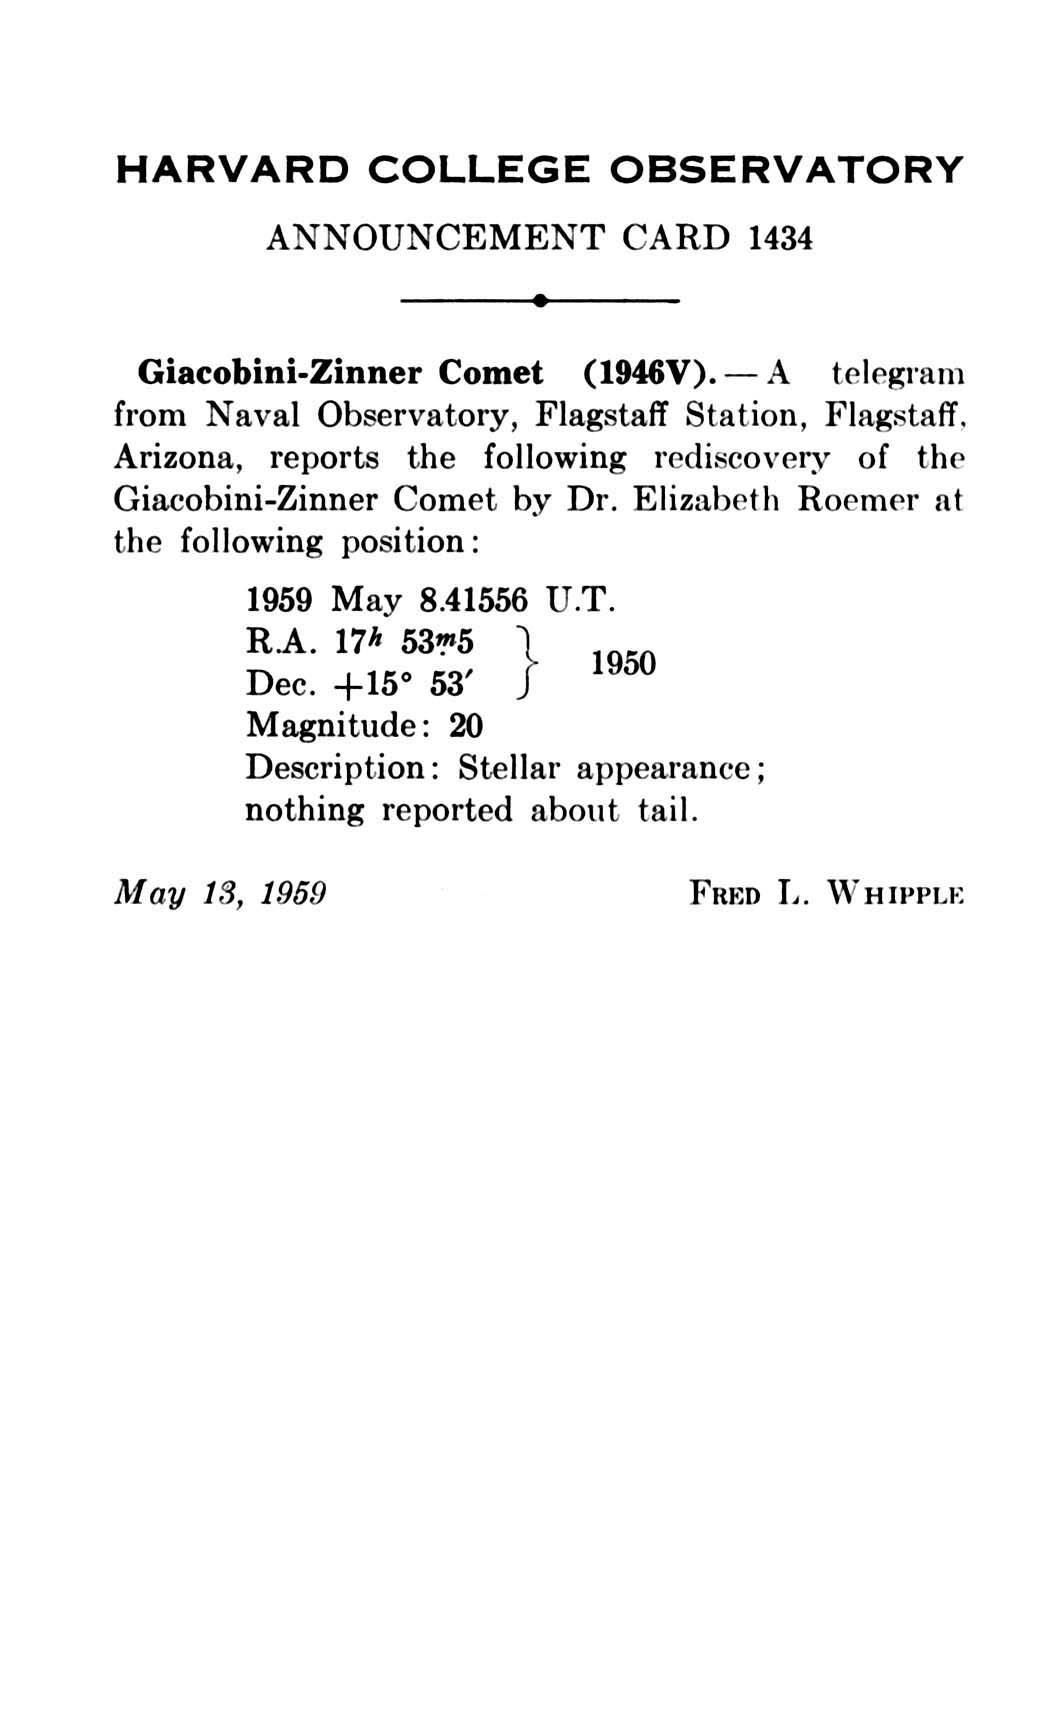 HARVARD COLLEGE OBSERVATORY
ANNOUNCEMENT CARD 1434
Giacobini-Zinner Comet (1946V). — A telegram
from Naval Observatory, Flagstaff Station, Flagstaff,
Arizona, reports the following rediscovery of the
Giacobini-Zinner Comet by Dr. Elizabeth Roemer at
the following position:
1959 May 8.41556 U.T.
R.A. 17h 53m.5
Dec. +15° 53′ } 1950
Magnitude: 20
Description: Stellar appearance;
nothing reported about tail.
May 13, 1959 FRED L. WHIPPLE